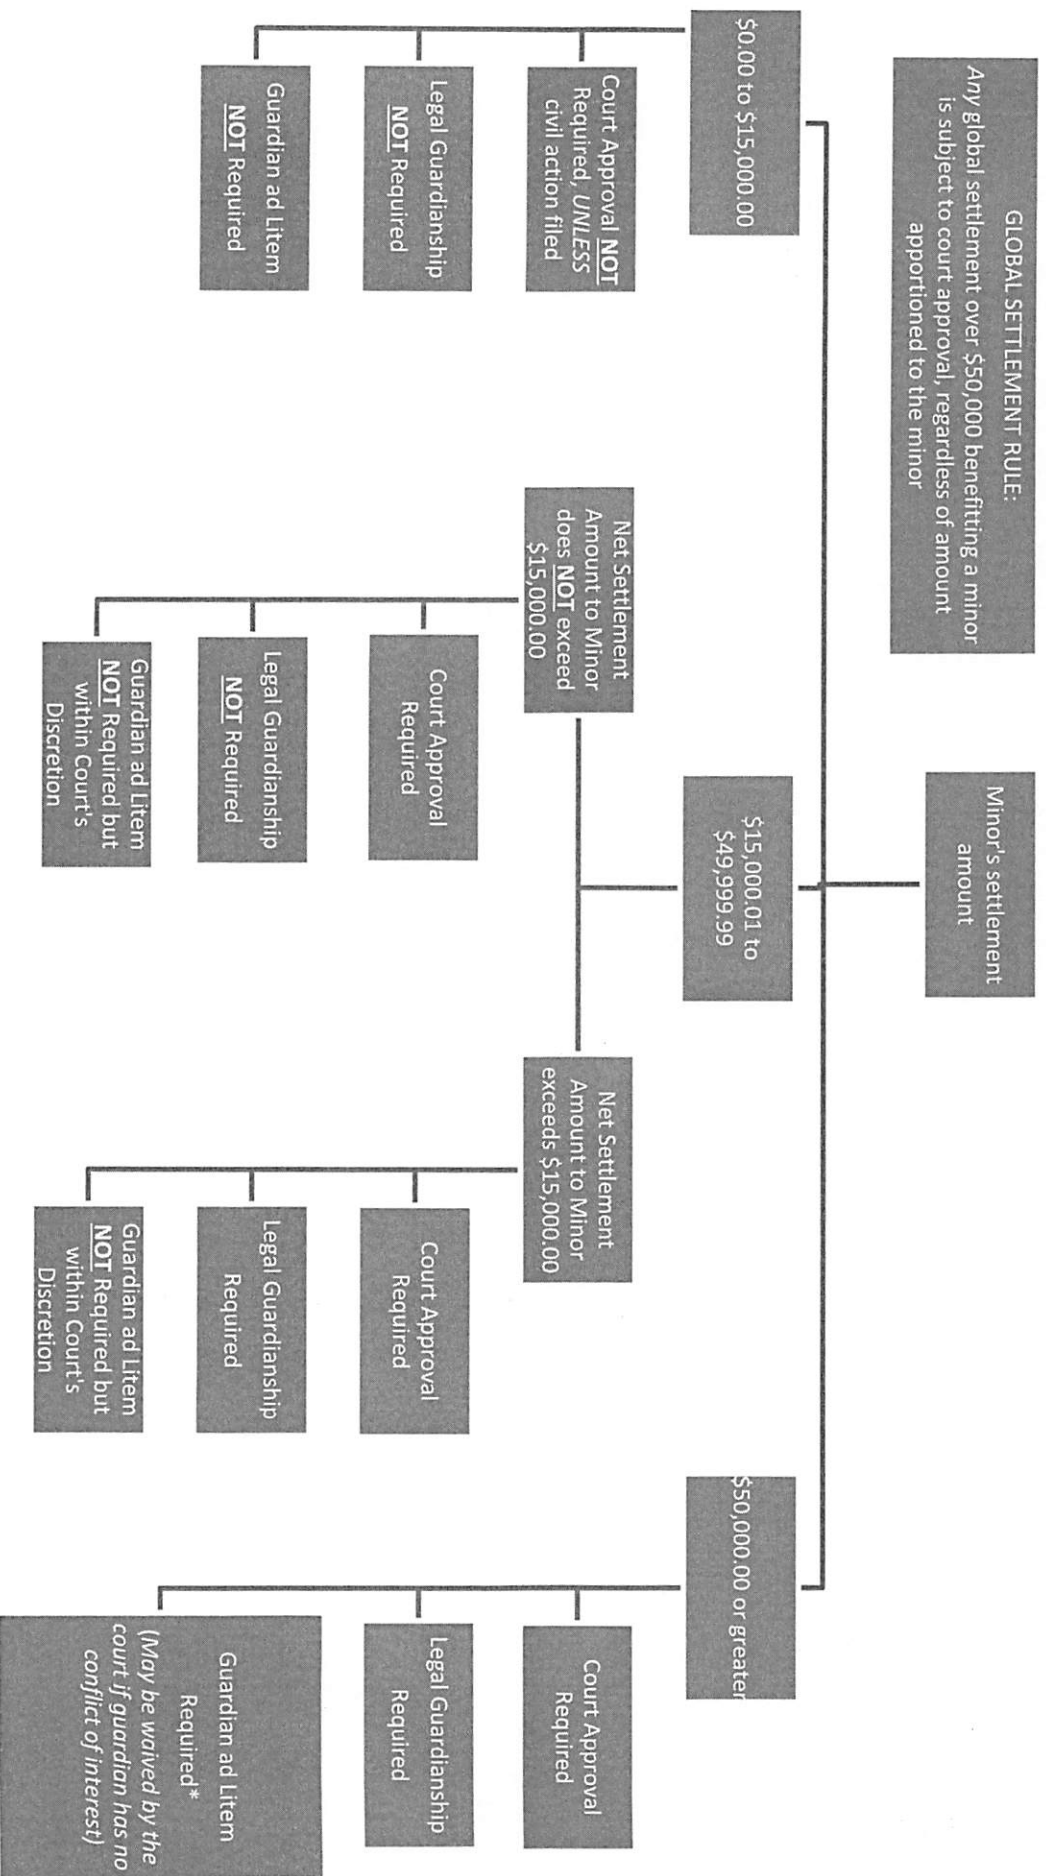 GLOBAL SETTLEMENT RULE:
Any global settlement over $50,000 benefitting a minor
is subject to court approval, regardless of amount
apportioned to the minor
Minor's settlement
amount
$0.00 to $15,000.00
Court Approval NOT
Required, UNLESS
civil action filed
Legal Guardianship
NOT Required
Guardian ad Litem
NOT Required
$15,000.01 to
$49,999.99
Net Settlement
Amount to Minor
does NOT exceed
$15,000.00
Court Approval
Required
Legal Guardianship
NOT Required
Guardian ad Litem
NOT Required but
within Court's
Discretion
Net Settlement
Amount to Minor
exceeds $15,000.00
Court Approval
Required
Legal Guardianship
Required
Guardian ad Litem
NOT Required but
within Court's
Discretion
$50,000.00 or greater
Court Approval
Required
Legal Guardianship
Required
Guardian ad Litem
Required*
(May be waived by the
court if guardian has no
conflict of interest)